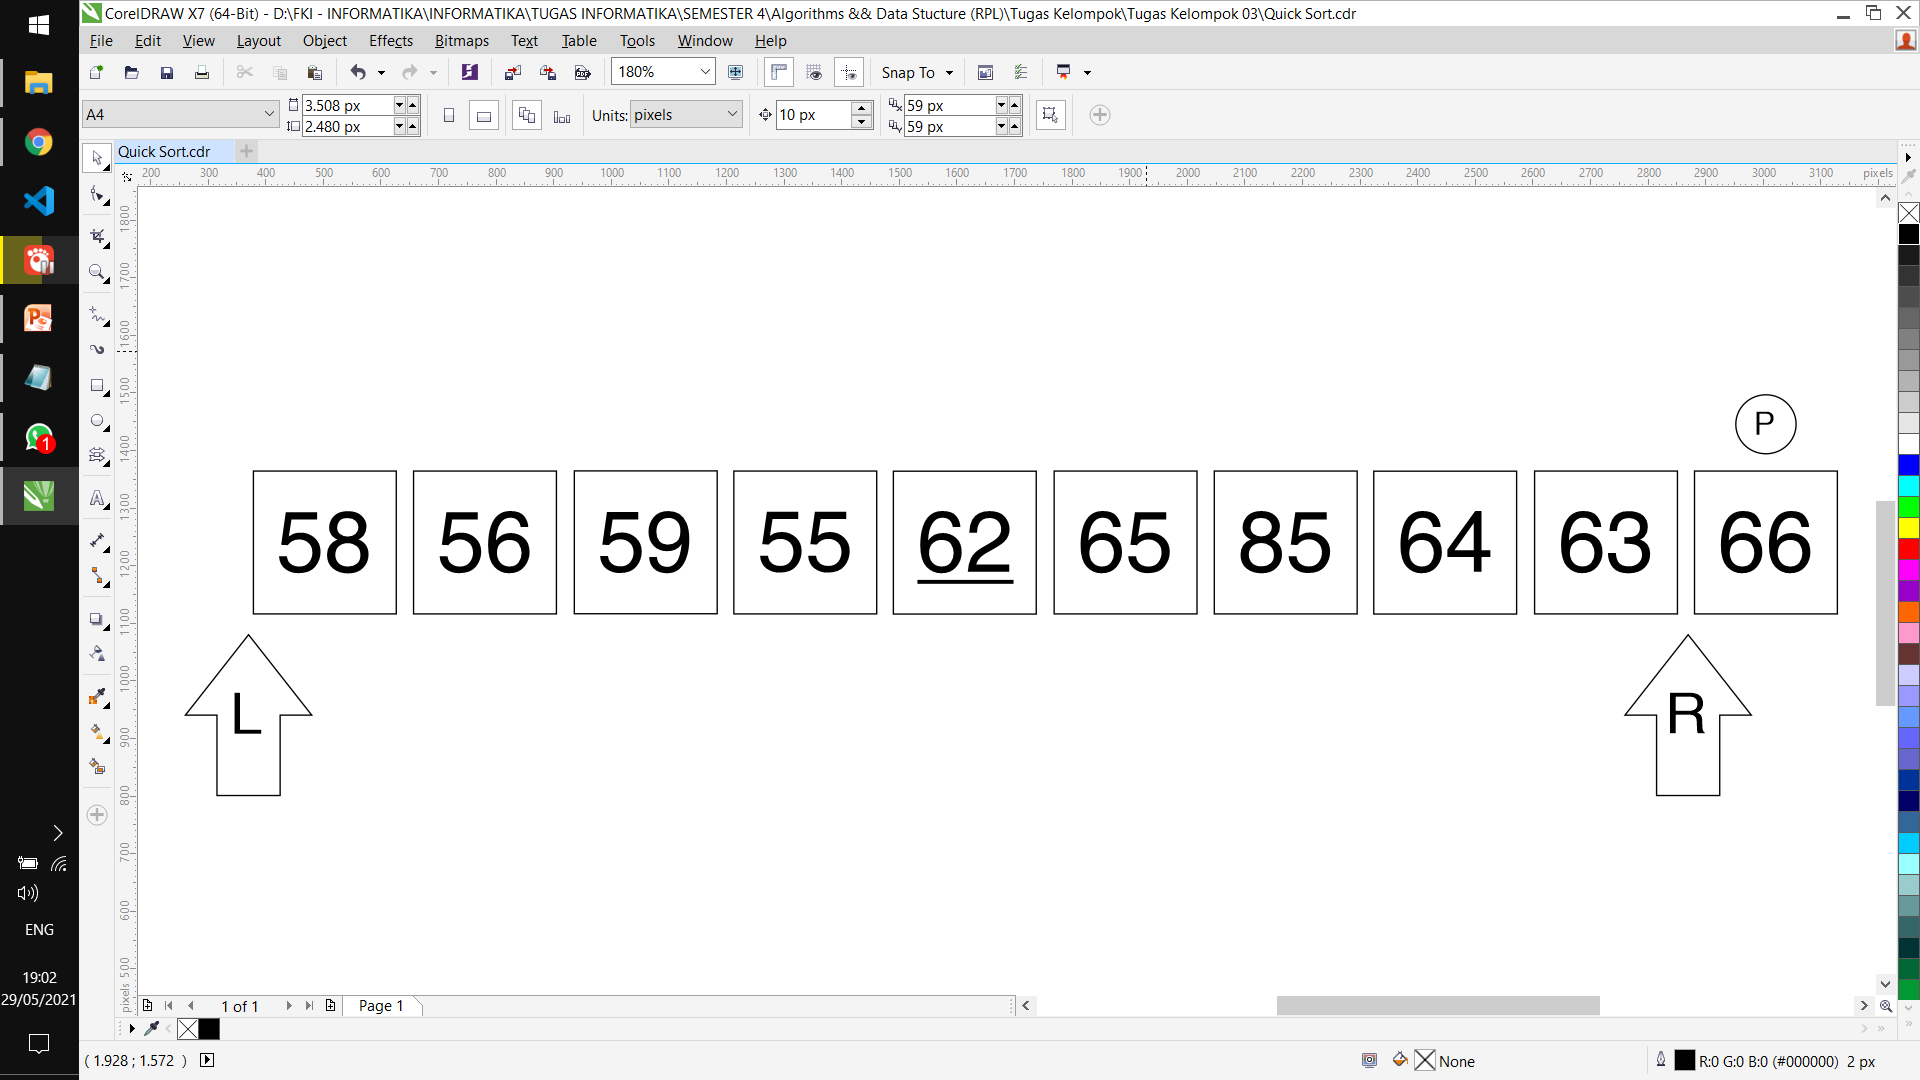 CorelDRAW X7 (64-Bit) - D:\FKI - INFORMATIKA\INFORMATIKA\TUGAS INFORMATIKA\SEMESTER 4\Algorithms && Data Stucture (RPL)\Tugas Kelompok\Tugas Kelompok 03\Quick Sort.cdr
File Edit View Layout Object Effects Bitmaps Text Table Tools Window Help
180% Snap To
A4 3.508 px 2.480 px Units: pixels 10 px 59 px 59 px
Quick Sort.cdr
200 300 400 500 600 700 800 900 1000 1100 1200 1300 1400 1500 1600 1700 1800 1900 2000 2100 2200 2300 2400 2500 2600 2700 2800 2900 3000 3100 pixels
1800
1700
1600
1500
1400
1300
1200
1100
1000
900
800
700
600
500
pixels
P
58 56 59 55 62 65 85 64 63 66
L R
1
ENG
19:02
29/05/2021
1 of 1 Page 1
( 1.928 ; 1.572 ) None R:0 G:0 B:0 (#000000) 2 px